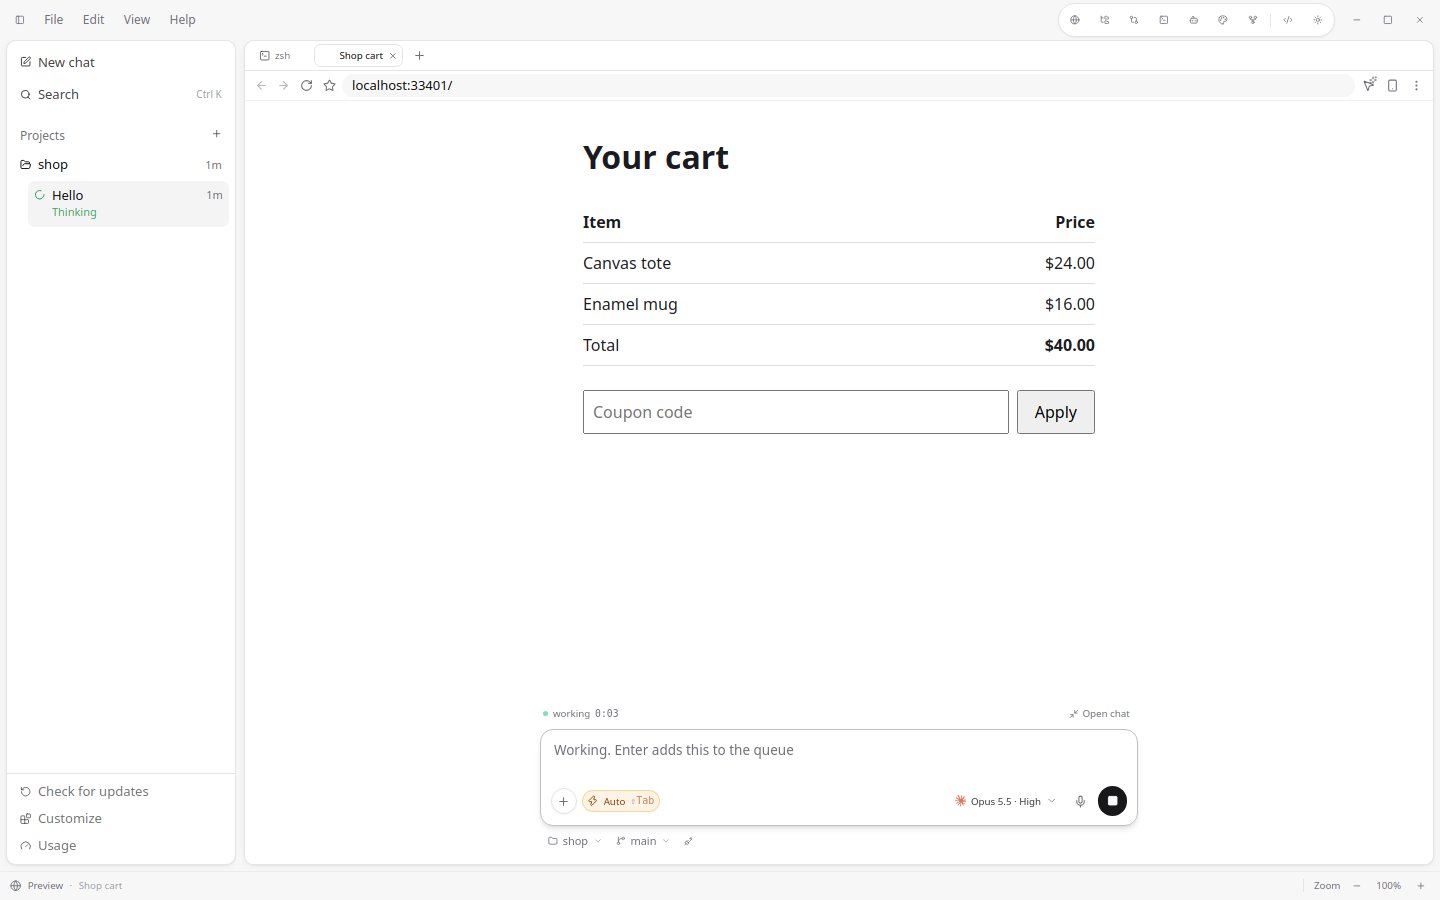 File Edit View Help
New chat
Search Ctrl K
Projects
shop 1m
Hello 1m
Thinking
Check for updates
Customize
Usage
zsh Shop cart
localhost:33401/
Your cart
Item Price
Canvas tote $24.00
Enamel mug $16.00
Total $40.00
Coupon code Apply
working 0:03 Open chat
Working. Enter adds this to the queue
Auto ⇧Tab Opus 5.5 · High
shop main
Preview · Shop cart Zoom − 100% +